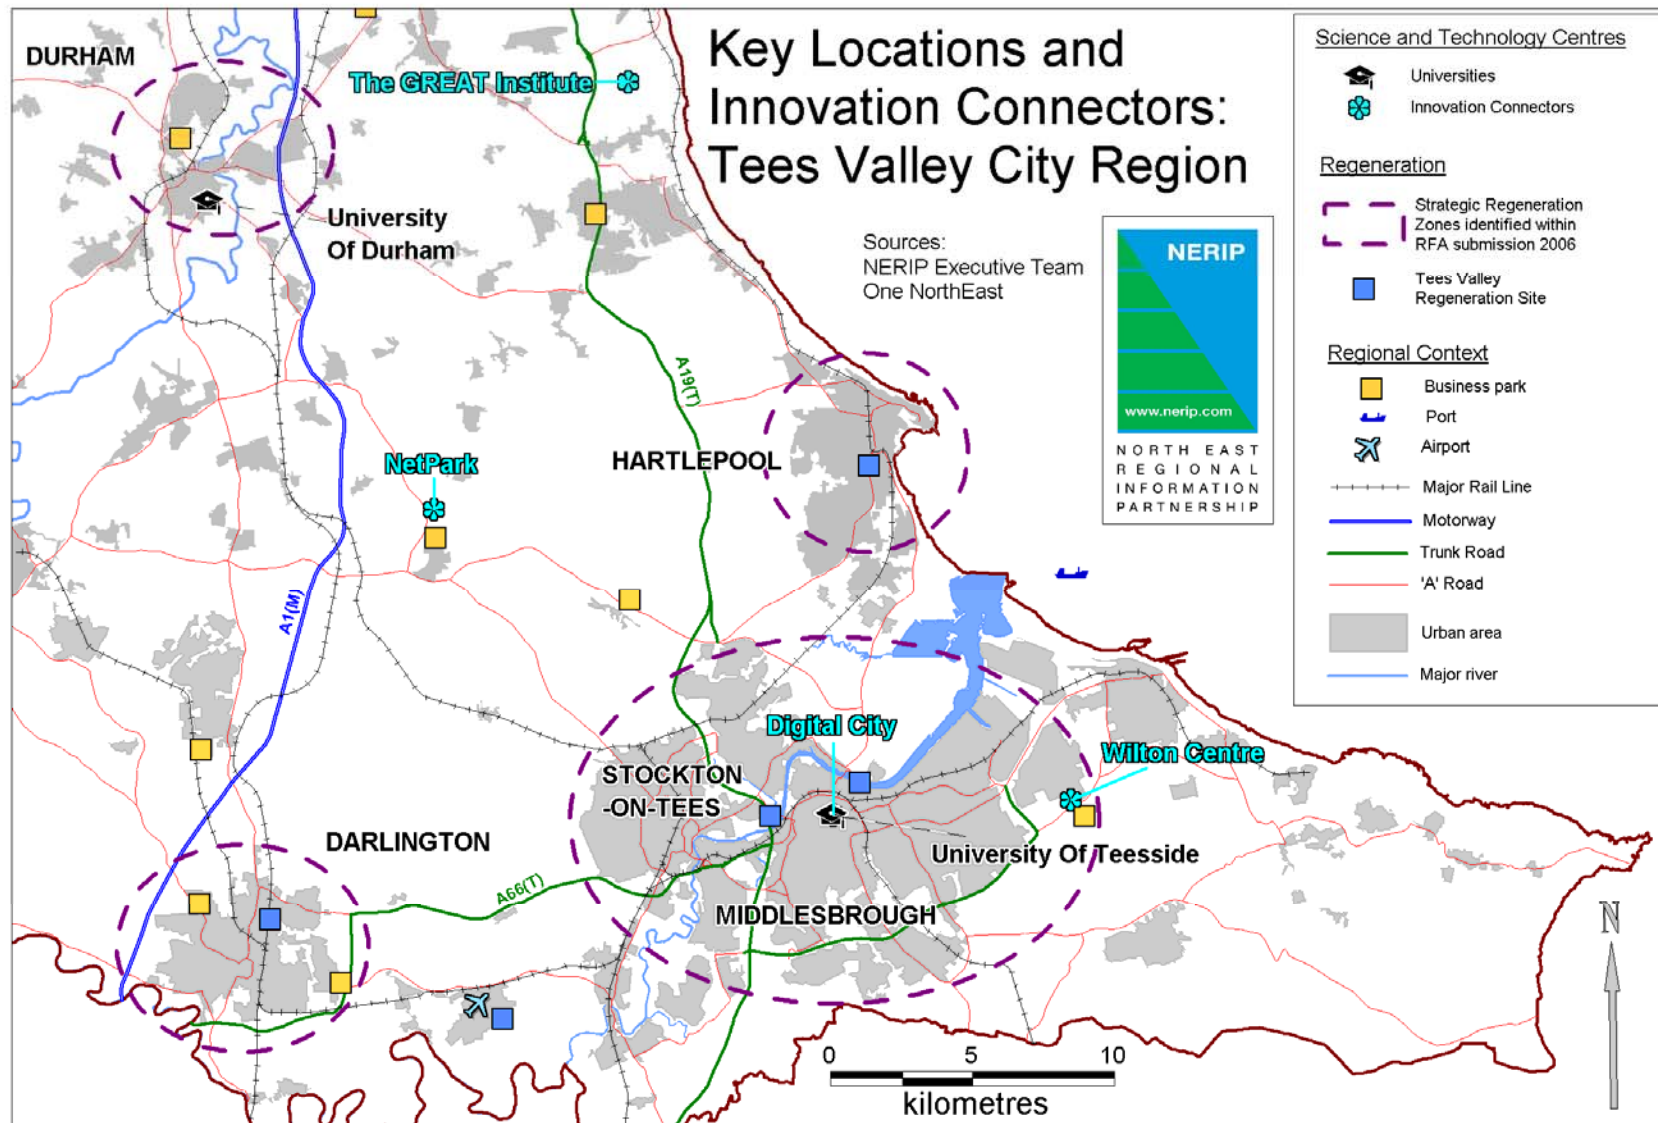 Key Locations and
Innovation Connectors:
Tees Valley City Region
Sources:
NERIP Executive Team
One NorthEast
NERIP
www.nerip.com
NORTH EAST
REGIONAL
INFORMATION
PARTNERSHIP
DURHAM
The GREAT Institute
University
Of Durham
A19(T)
HARTLEPOOL
NetPark
A1(M)
Digital City
Wilton Centre
STOCKTON
-ON-TEES
DARLINGTON
University Of Teesside
A66(T)
MIDDLESBROUGH
N
0 5 10
kilometres
Science and Technology Centres
Universities
Innovation Connectors
Regeneration
Strategic Regeneration
Zones identified within
RFA submission 2006
Tees Valley
Regeneration Site
Regional Context
Business park
Port
Airport
Major Rail Line
Motorway
Trunk Road
'A' Road
Urban area
Major river